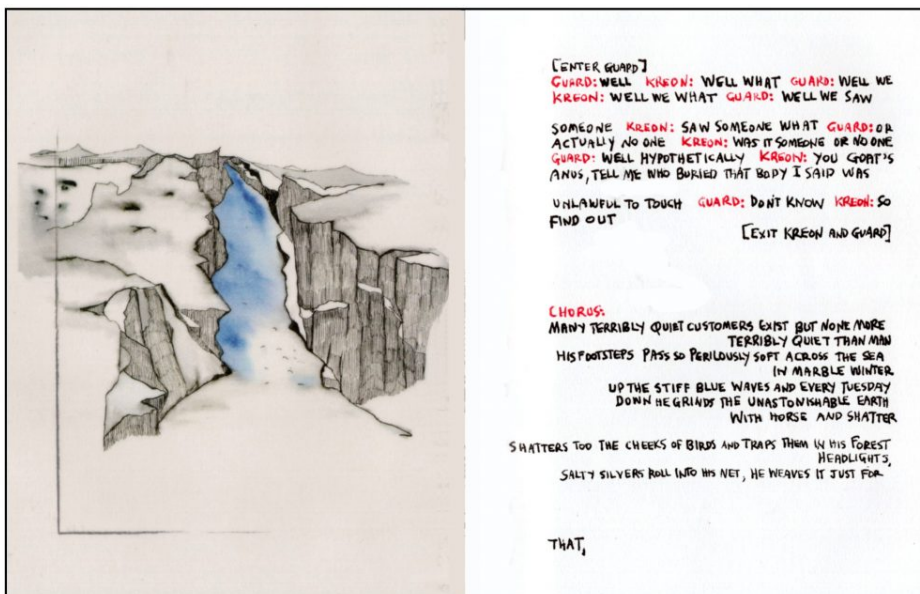 [ENTER GUARD]
GUARD: WELL KREON: WELL WHAT GUARD: WELL WE
KREON: WELL WE WHAT GUARD: WELL WE SAW
SOMEONE KREON: SAW SOMEONE WHAT GUARD: OR
ACTUALLY NO ONE KREON: WAS IT SOMEONE OR NO ONE
GUARD: WELL HYPOTHETICALLY KREON: YOU GOAT'S
ANUS, TELL ME WHO BURIED THAT BODY I SAID WAS
UNLAWFUL TO TOUCH GUARD: DON'T KNOW KREON: SO
FIND OUT
[EXIT KREON AND GUARD]
CHORUS:
MANY TERRIBLY QUIET CUSTOMERS EXIST BUT NONE MORE
TERRIBLY QUIET THAN MAN
HIS FOOTSTEPS PASS SO PERILOUSLY SOFT ACROSS THE SEA
IN MARBLE WINTER
UP THE STIFF BLUE WAVES AND EVERY TUESDAY
DOWN HE GRINDS THE UNASTONISHABLE EARTH
WITH HORSE AND SHATTER
SHATTERS TOO THE CHEEKS OF BIRDS AND TRAPS THEM IN HIS FOREST
HEADLIGHTS,
SALTY SILVERS ROLL INTO HIS NET, HE WEAVES IT JUST FOR
THAT,